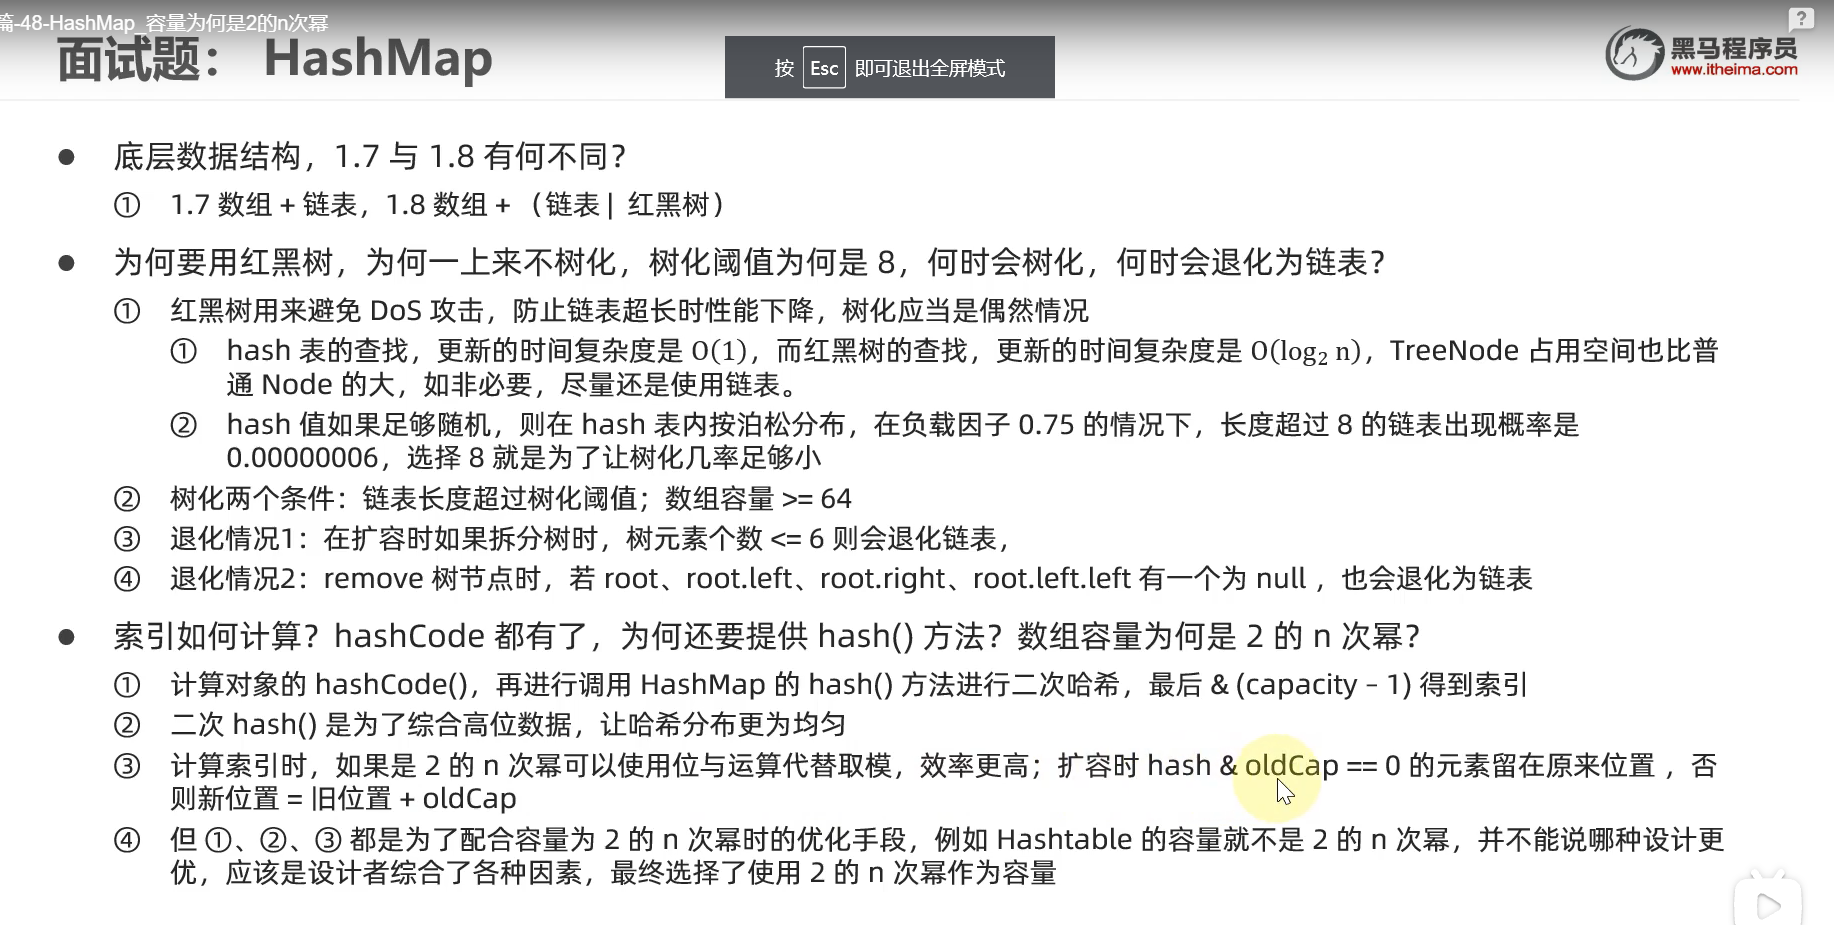 篇-48-HashMap_容量为何是2的n次幂
面试题： HashMap
按 Esc 即可退出全屏模式
?
黑马程序员
www.itheima.com
● 底层数据结构，1.7 与 1.8 有何不同？
① 1.7 数组 + 链表，1.8 数组 + （链表 | 红黑树）
● 为何要用红黑树，为何一上来不树化，树化阈值为何是 8，何时会树化，何时会退化为链表？
① 红黑树用来避免 DoS 攻击，防止链表超长时性能下降，树化应当是偶然情况
① hash 表的查找，更新的时间复杂度是 O(1)，而红黑树的查找，更新的时间复杂度是 O(log₂ n)，TreeNode 占用空间也比普
通 Node 的大，如非必要，尽量还是使用链表。
② hash 值如果足够随机，则在 hash 表内按泊松分布，在负载因子 0.75 的情况下，长度超过 8 的链表出现概率是
0.00000006，选择 8 就是为了让树化几率足够小
② 树化两个条件：链表长度超过树化阈值；数组容量 >= 64
③ 退化情况1：在扩容时如果拆分树时，树元素个数 <= 6 则会退化链表，
④ 退化情况2：remove 树节点时，若 root、root.left、root.right、root.left.left 有一个为 null ，也会退化为链表
● 索引如何计算？hashCode 都有了，为何还要提供 hash() 方法？数组容量为何是 2 的 n 次幂？
① 计算对象的 hashCode()，再进行调用 HashMap 的 hash() 方法进行二次哈希，最后 & (capacity – 1) 得到索引
② 二次 hash() 是为了综合高位数据，让哈希分布更为均匀
③ 计算索引时，如果是 2 的 n 次幂可以使用位与运算代替取模，效率更高；扩容时 hash & oldCap == 0 的元素留在原来位置 ，否
则新位置 = 旧位置 + oldCap
④ 但 ①、②、③ 都是为了配合容量为 2 的 n 次幂时的优化手段，例如 Hashtable 的容量就不是 2 的 n 次幂，并不能说哪种设计更
优，应该是设计者综合了各种因素，最终选择了使用 2 的 n 次幂作为容量